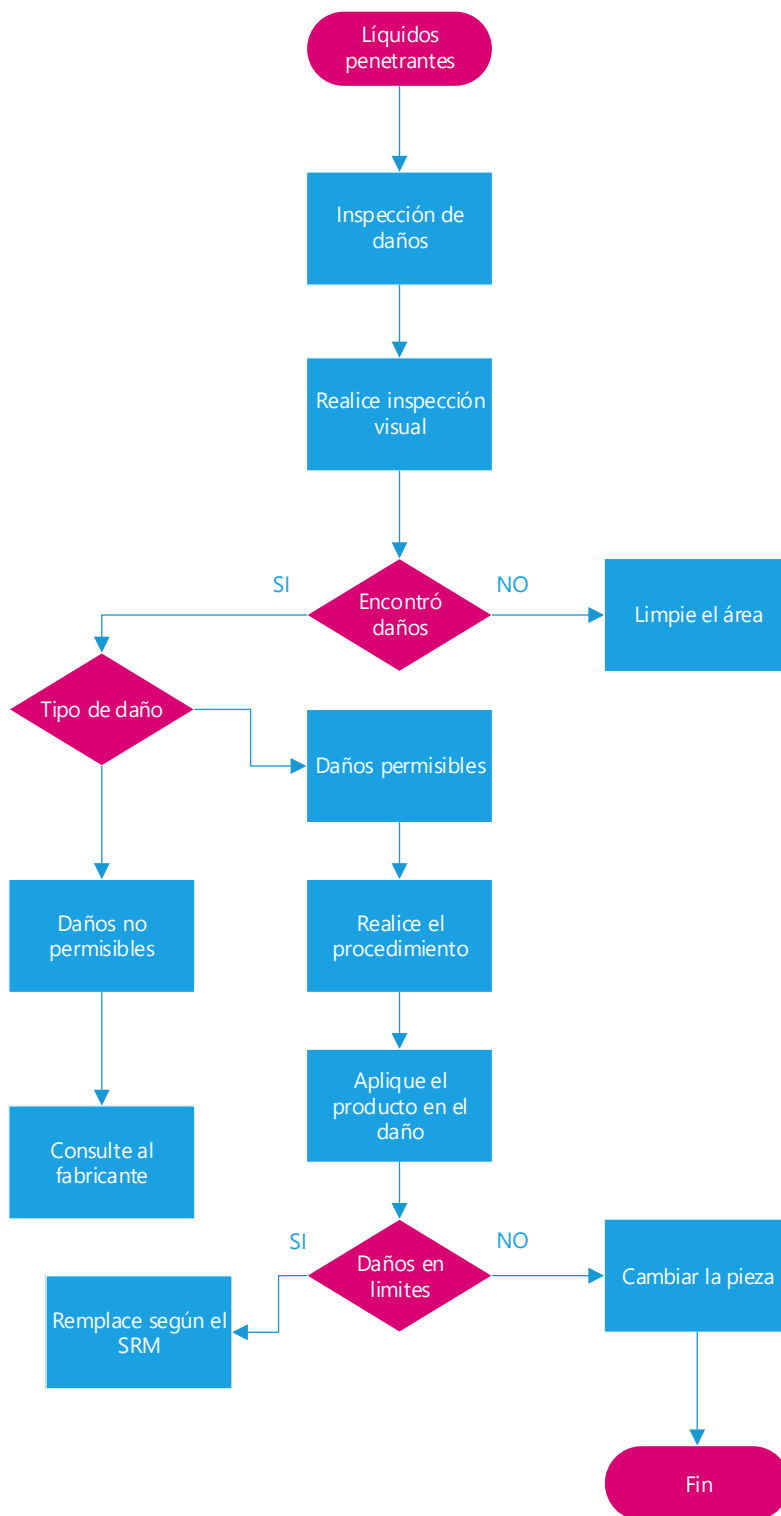 Líquidos
penetrantes
Inspección de
daños
Realice inspección
visual
SI
Encontró
daños
NO
Limpie el área
Tipo de daño
Daños permisibles
Daños no
permisibles
Realice el
procedimiento
Aplique el
producto en el
daño
Consulte al
fabricante
SI
Daños en
limites
NO
Cambiar la pieza
Remplace según el
SRM
Fin